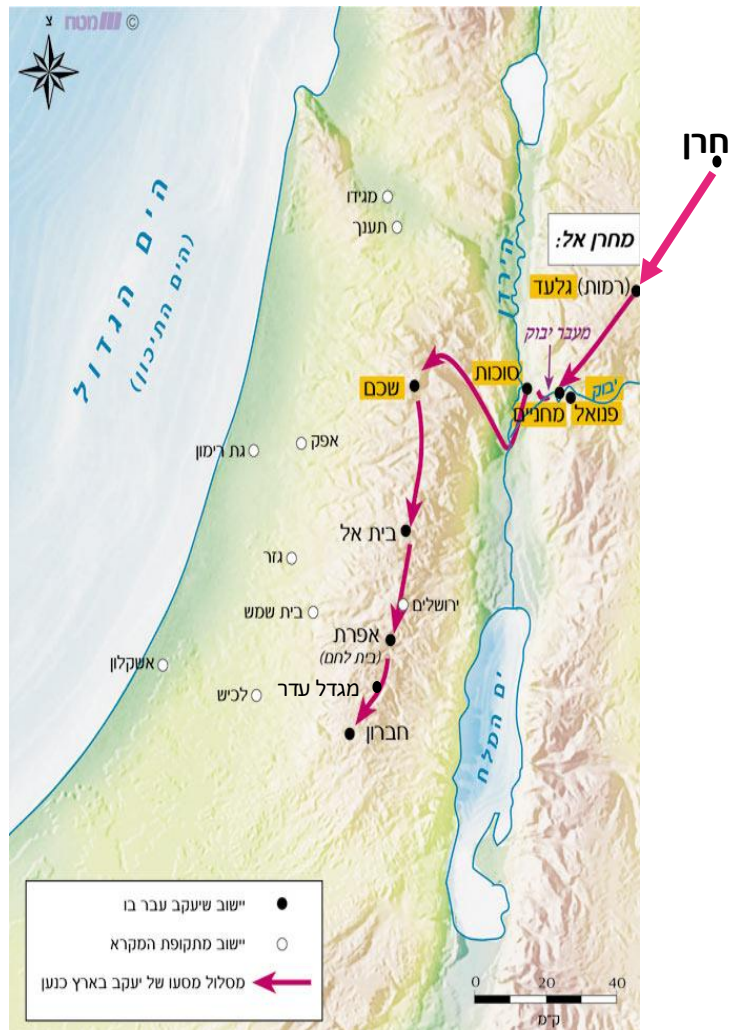 © מטח
צ
חרן
מגידו
תענך
מחרן אל:
הירדן
הים הגדול
(הים התיכון)
(רמות) גלעד
מעבר יבוק
סוכות
יבוק
שכם
מחניים
פנואל
אפק
גת רימון
בית אל
גזר
ירושלים
בית שמש
אפרת
(בית לחם)
אשקלון
מגדל עדר
לכיש
חברון
ים המלח
יישוב שיעקב עבר בו
יישוב מתקופת המקרא
מסלול מסעו של יעקב בארץ כנען
0 20 40
ק"מ